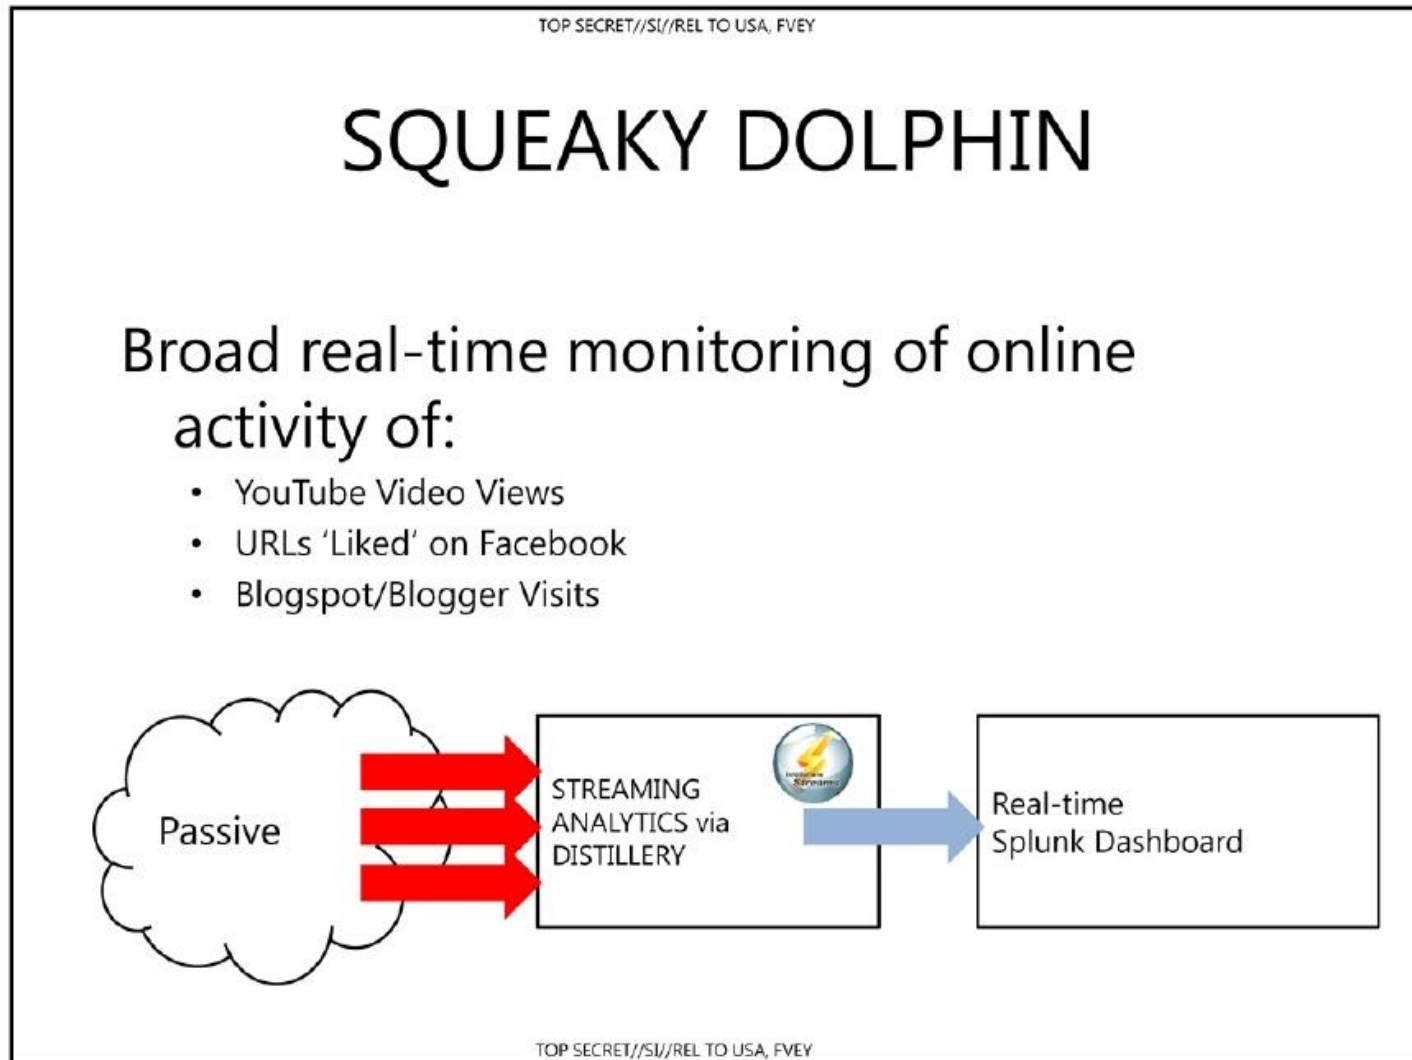 TOP SECRET//SI//REL TO USA, FVEY
SQUEAKY DOLPHIN
Broad real-time monitoring of online
activity of:
• YouTube Video Views
• URLs ‘Liked’ on Facebook
• Blogspot/Blogger Visits
Passive
STREAMING
ANALYTICS via
DISTILLERY
Streams
Real-time
Splunk Dashboard
TOP SECRET//SI//REL TO USA, FVEY